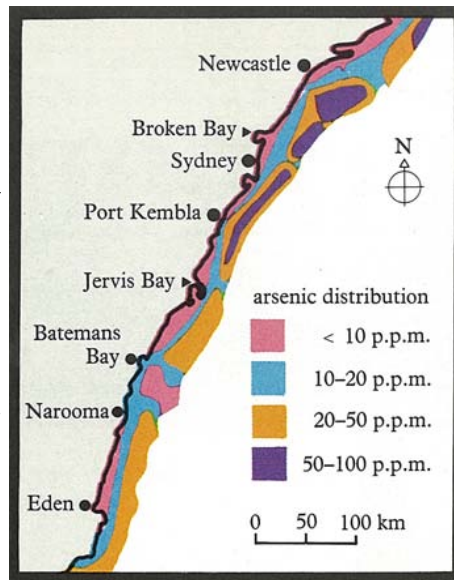 Newcastle
Broken Bay
Sydney
N
Port Kembla
Jervis Bay
arsenic distribution
Batemans
Bay
< 10 p.p.m.
10–20 p.p.m.
Narooma
20–50 p.p.m.
50–100 p.p.m.
Eden
0 50 100 km